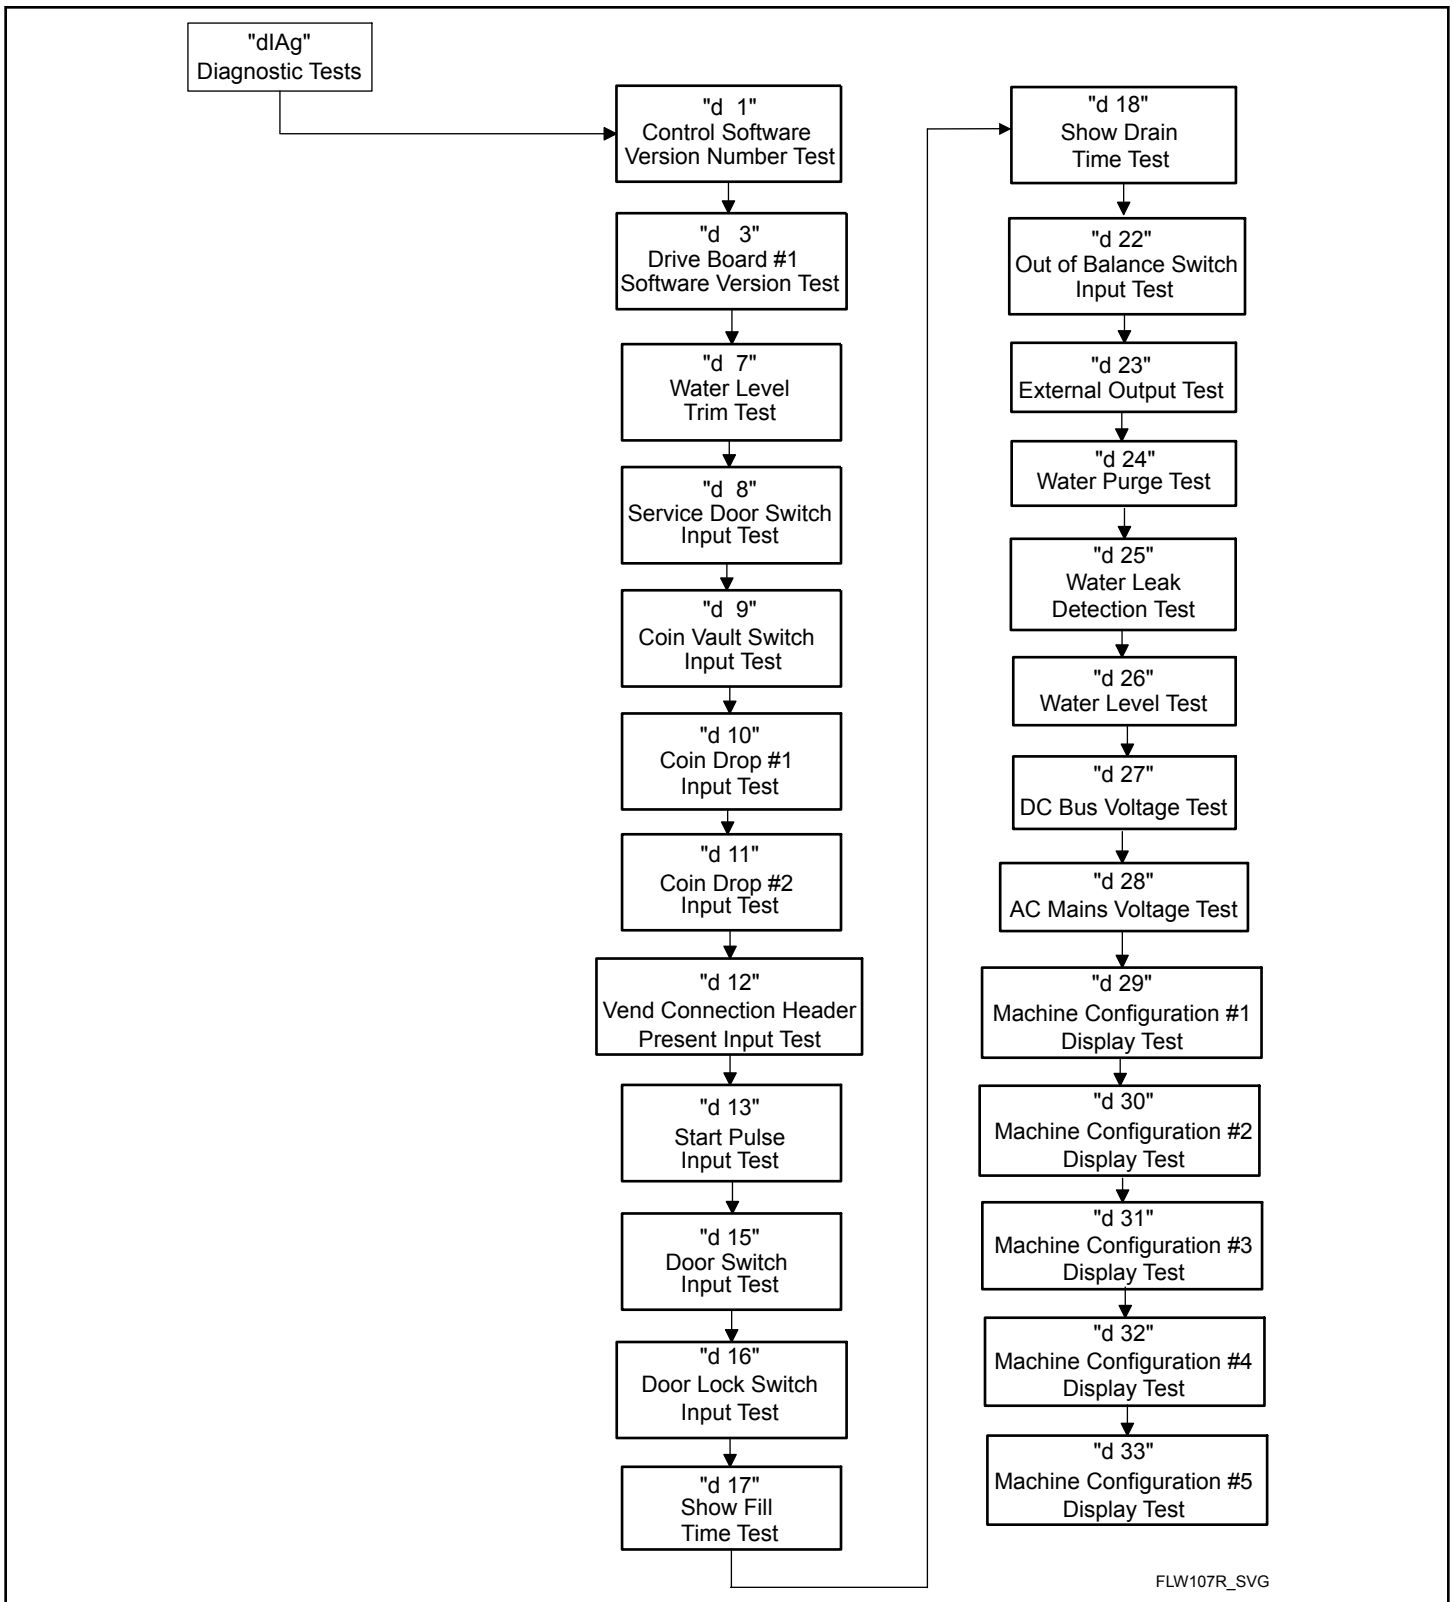 "dIAg"
Diagnostic Tests
"d 1"
Control Software
Version Number Test
"d 3"
Drive Board #1
Software Version Test
"d 7"
Water Level
Trim Test
"d 8"
Service Door Switch
Input Test
"d 9"
Coin Vault Switch
Input Test
"d 10"
Coin Drop #1
Input Test
"d 11"
Coin Drop #2
Input Test
"d 12"
Vend Connection Header
Present Input Test
"d 13"
Start Pulse
Input Test
"d 15"
Door Switch
Input Test
"d 16"
Door Lock Switch
Input Test
"d 17"
Show Fill
Time Test
"d 18"
Show Drain
Time Test
"d 22"
Out of Balance Switch
Input Test
"d 23"
External Output Test
"d 24"
Water Purge Test
"d 25"
Water Leak
Detection Test
"d 26"
Water Level Test
"d 27"
DC Bus Voltage Test
"d 28"
AC Mains Voltage Test
"d 29"
Machine Configuration #1
Display Test
"d 30"
Machine Configuration #2
Display Test
"d 31"
Machine Configuration #3
Display Test
"d 32"
Machine Configuration #4
Display Test
"d 33"
Machine Configuration #5
Display Test
FLW107R_SVG